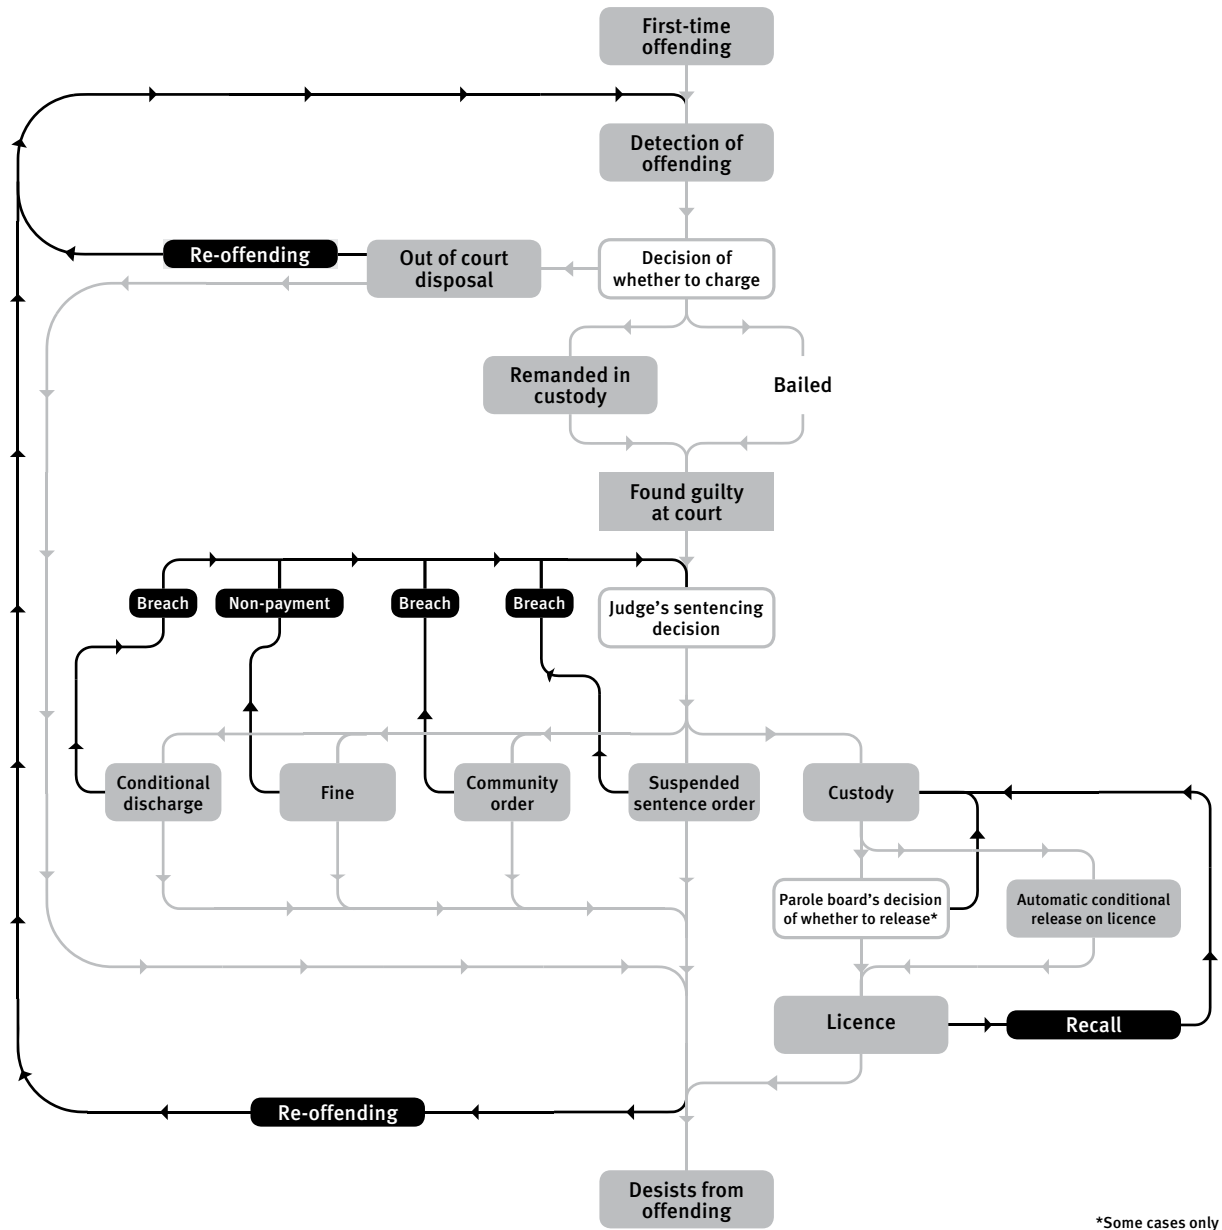 First-time
offending
Detection of
offending
Re-offending
Out of court
disposal
Decision of
whether to charge
Remanded in
custody
Bailed
Found guilty
at court
Breach
Non-payment
Breach
Breach
Judge's sentencing
decision
Conditional
discharge
Fine
Community
order
Suspended
sentence order
Custody
Parole board's decision
of whether to release*
Automatic conditional
release on licence
Licence
Recall
Re-offending
Desists from
offending
*Some cases only